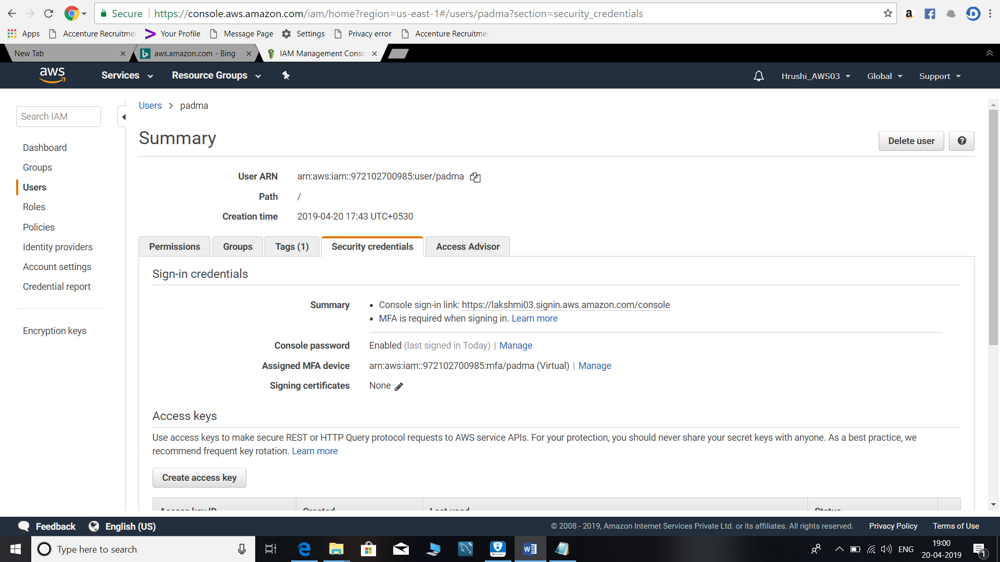 Secure https://console.aws.amazon.com/iam/home?region=us-east-1#/users/padma?section=security_credentials
Apps Accenture Recruitme Your Profile Message Page Settings Privacy error Accenture Recruitme
New Tab aws.amazon.com - Bing IAM Management Conso
aws Services Resource Groups Hrushi_AWS03 Global Support
Search IAM
Dashboard
Groups
Users
Roles
Policies
Identity providers
Account settings
Credential report
Encryption keys
Users > padma
Summary
Delete user
User ARN arn:aws:iam::972102700985:user/padma
Path /
Creation time 2019-04-20 17:43 UTC+0530
Permissions Groups Tags (1) Security credentials Access Advisor
Sign-in credentials
Summary • Console sign-in link: https://lakshmi03.signin.aws.amazon.com/console
• MFA is required when signing in. Learn more
Console password Enabled (last signed in Today) | Manage
Assigned MFA device arn:aws:iam::972102700985:mfa/padma (Virtual) | Manage
Signing certificates None
Access keys
Use access keys to make secure REST or HTTP Query protocol requests to AWS service APIs. For your protection, you should never share your secret keys with anyone. As a best practice, we
recommend frequent key rotation. Learn more
Create access key
Access key ID Created Last used Status
Feedback English (US) © 2008 - 2019, Amazon Internet Services Private Ltd. or its affiliates. All rights reserved. Privacy Policy Terms of Use
Type here to search
ENG
19:00
20-04-2019
1